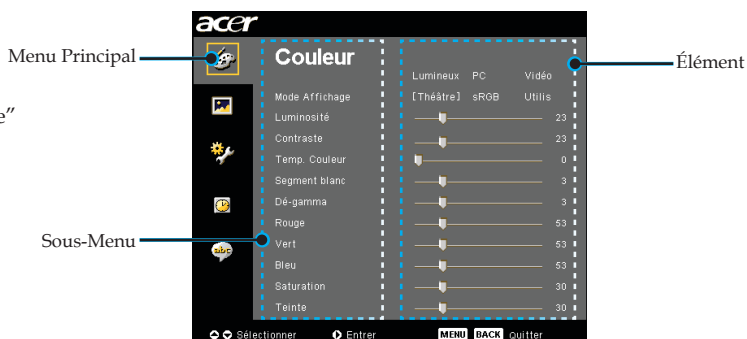 acer
Menu Principal
Couleur
Élément
Lumineux PC Vidéo
Mode Affichage [Théâtre] sRGB Utilis
e”
Luminosité 23
Contraste 23
Temp. Couleur 0
Segment blanc 3
Dé-gamma 3
Rouge 53
Sous-Menu
Vert 53
abc
Bleu 53
Saturation 30
Teinte 30
Sélectionner Entrer MENU BACK Quitter